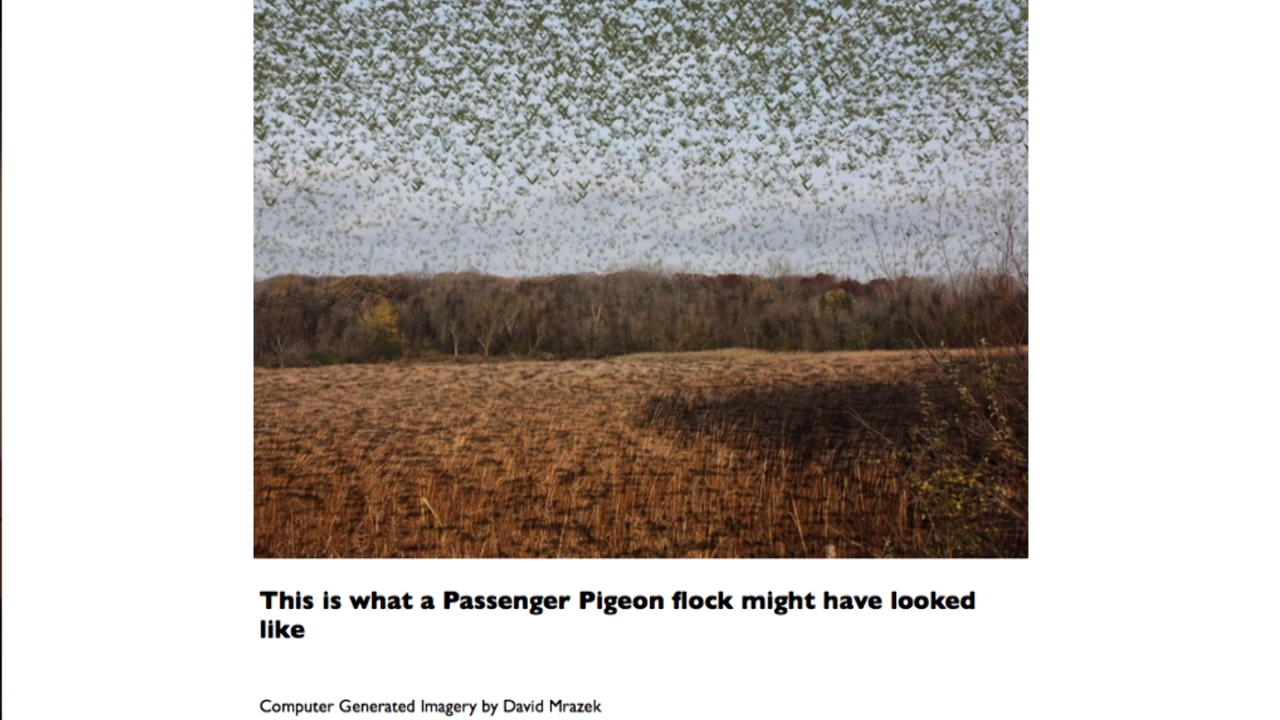 This is what a Passenger Pigeon flock might have looked
like
Computer Generated Imagery by David Mrazek